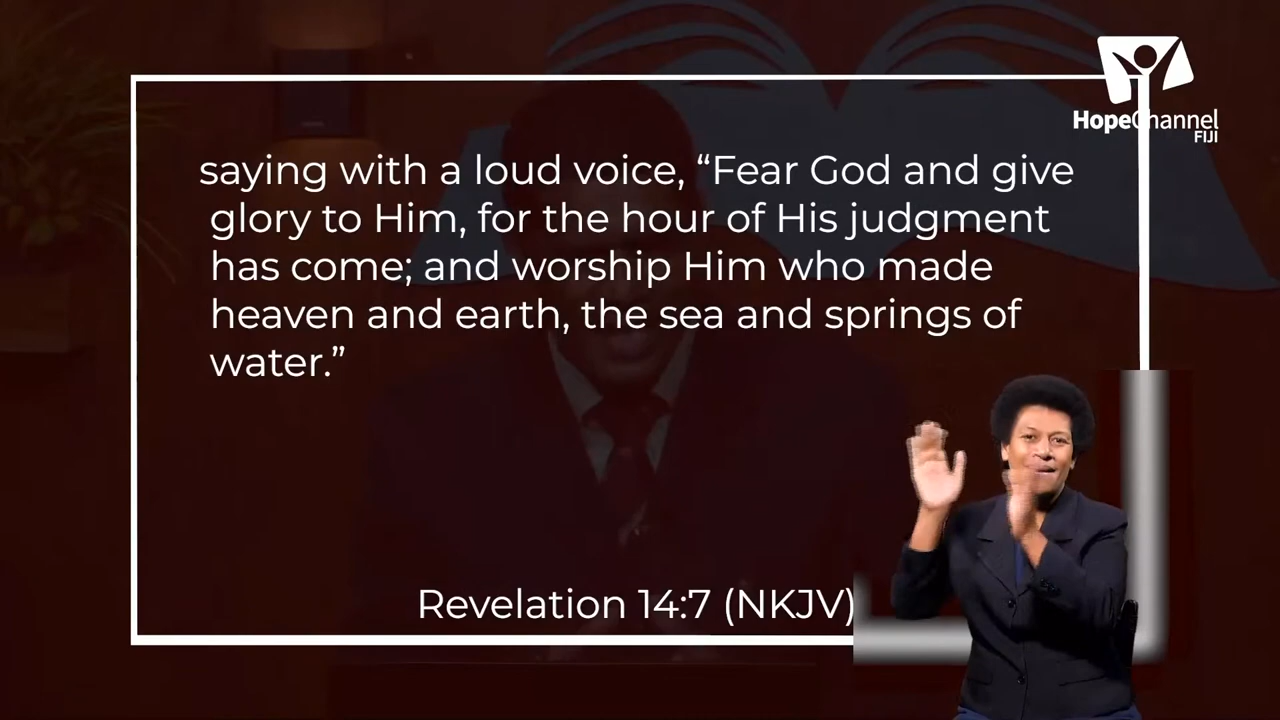 HopeChannel
FIJI
saying with a loud voice, “Fear God and give
glory to Him, for the hour of His judgment
has come; and worship Him who made
heaven and earth, the sea and springs of
water.”
Revelation 14:7 (NKJV)